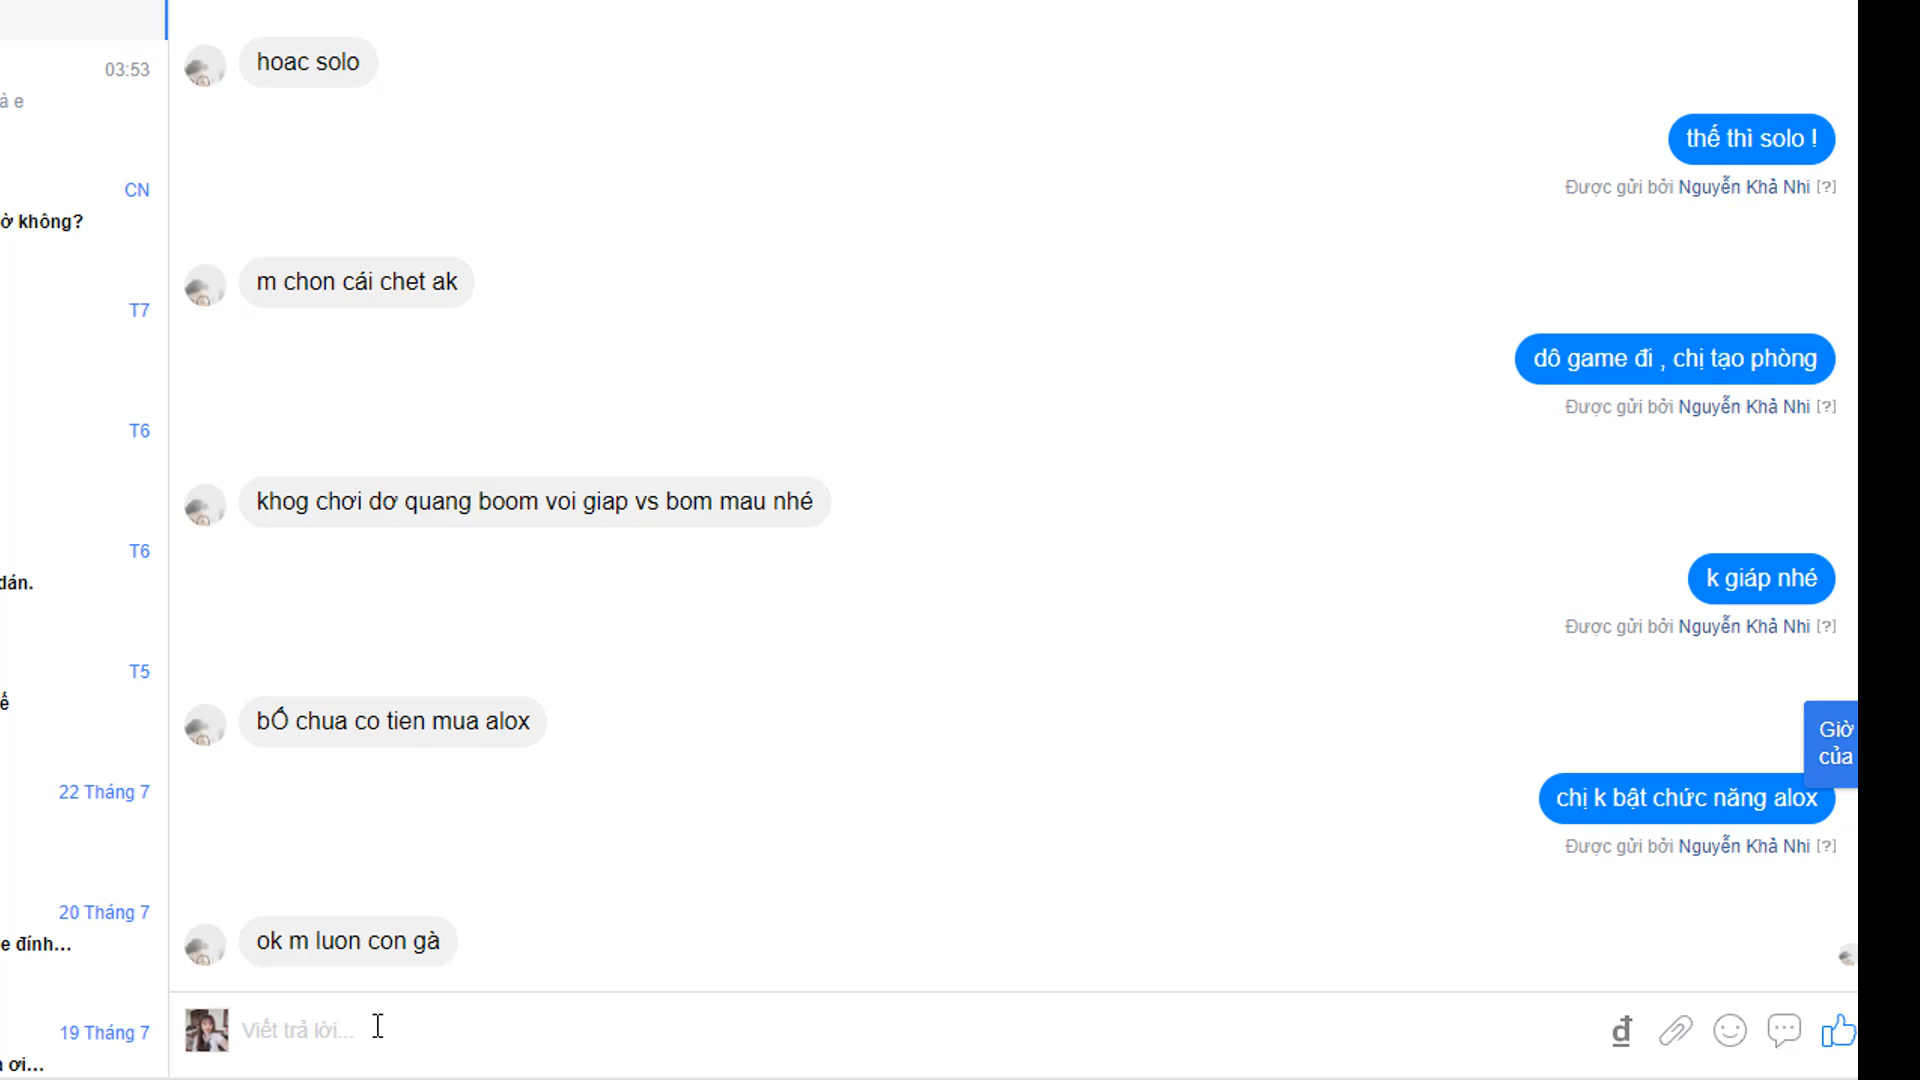 hoac solo
03:53
à e
thế thì solo !
Được gửi bởi Nguyễn Khả Nhi [?]
CN
ờ không?
m chon cái chet ak
T7
dô game đi , chị tạo phòng
Được gửi bởi Nguyễn Khả Nhi [?]
T6
khog chơi dơ quang boom voi giap vs bom mau nhé
T6
dán.
k giáp nhé
Được gửi bởi Nguyễn Khả Nhi [?]
T5
ế
bỐ chua co tien mua alox
Giờ
của
22 Tháng 7
chị k bật chức năng alox
Được gửi bởi Nguyễn Khả Nhi [?]
20 Tháng 7
e đính...
ok m luon con gà
19 Tháng 7
Viết trả lời...
ơi...